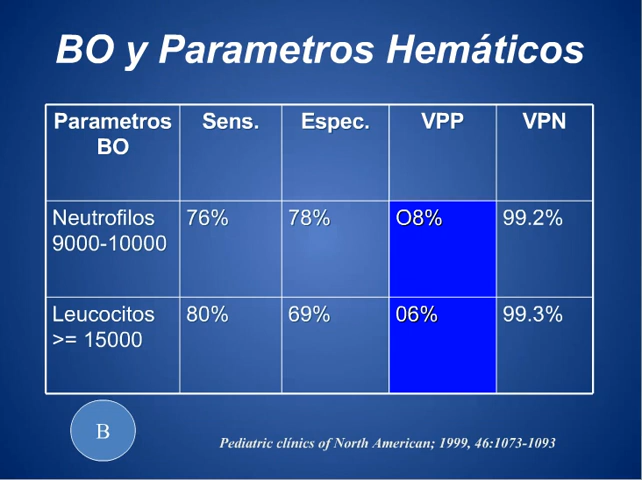 BO y Parametros Hemáticos
Parametros BO Sens. Espec. VPP VPN
Neutrofilos 9000-10000 76% 78% O8% 99.2%
Leucocitos >= 15000 80% 69% 06% 99.3%
B
Pediatric clínics of North American; 1999, 46:1073-1093